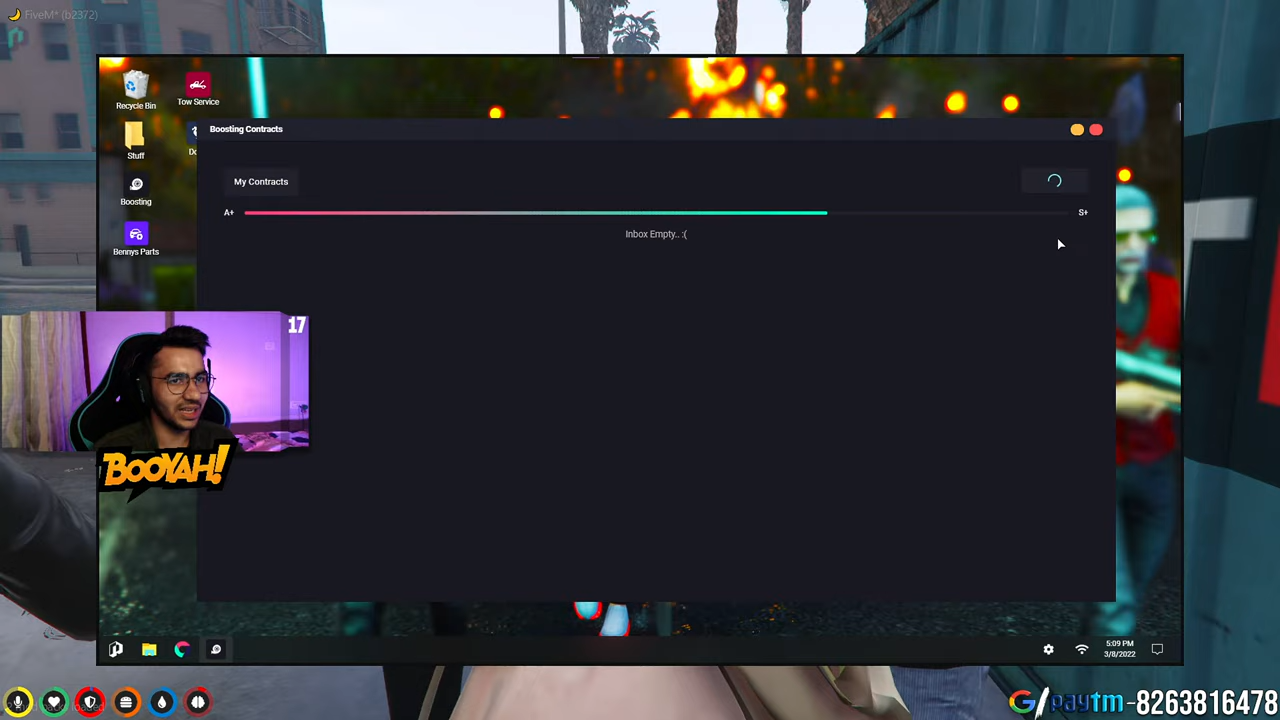 FiveM® (b2372)
Recycle Bin
Tow Service
Boosting Contracts
Stuff
My Contracts
Boosting
A+
S+
Inbox Empty.. :(
Bennys Parts
17
BOOYAH!
5:09 PM
3/8/2022
G/paytm-8263816478